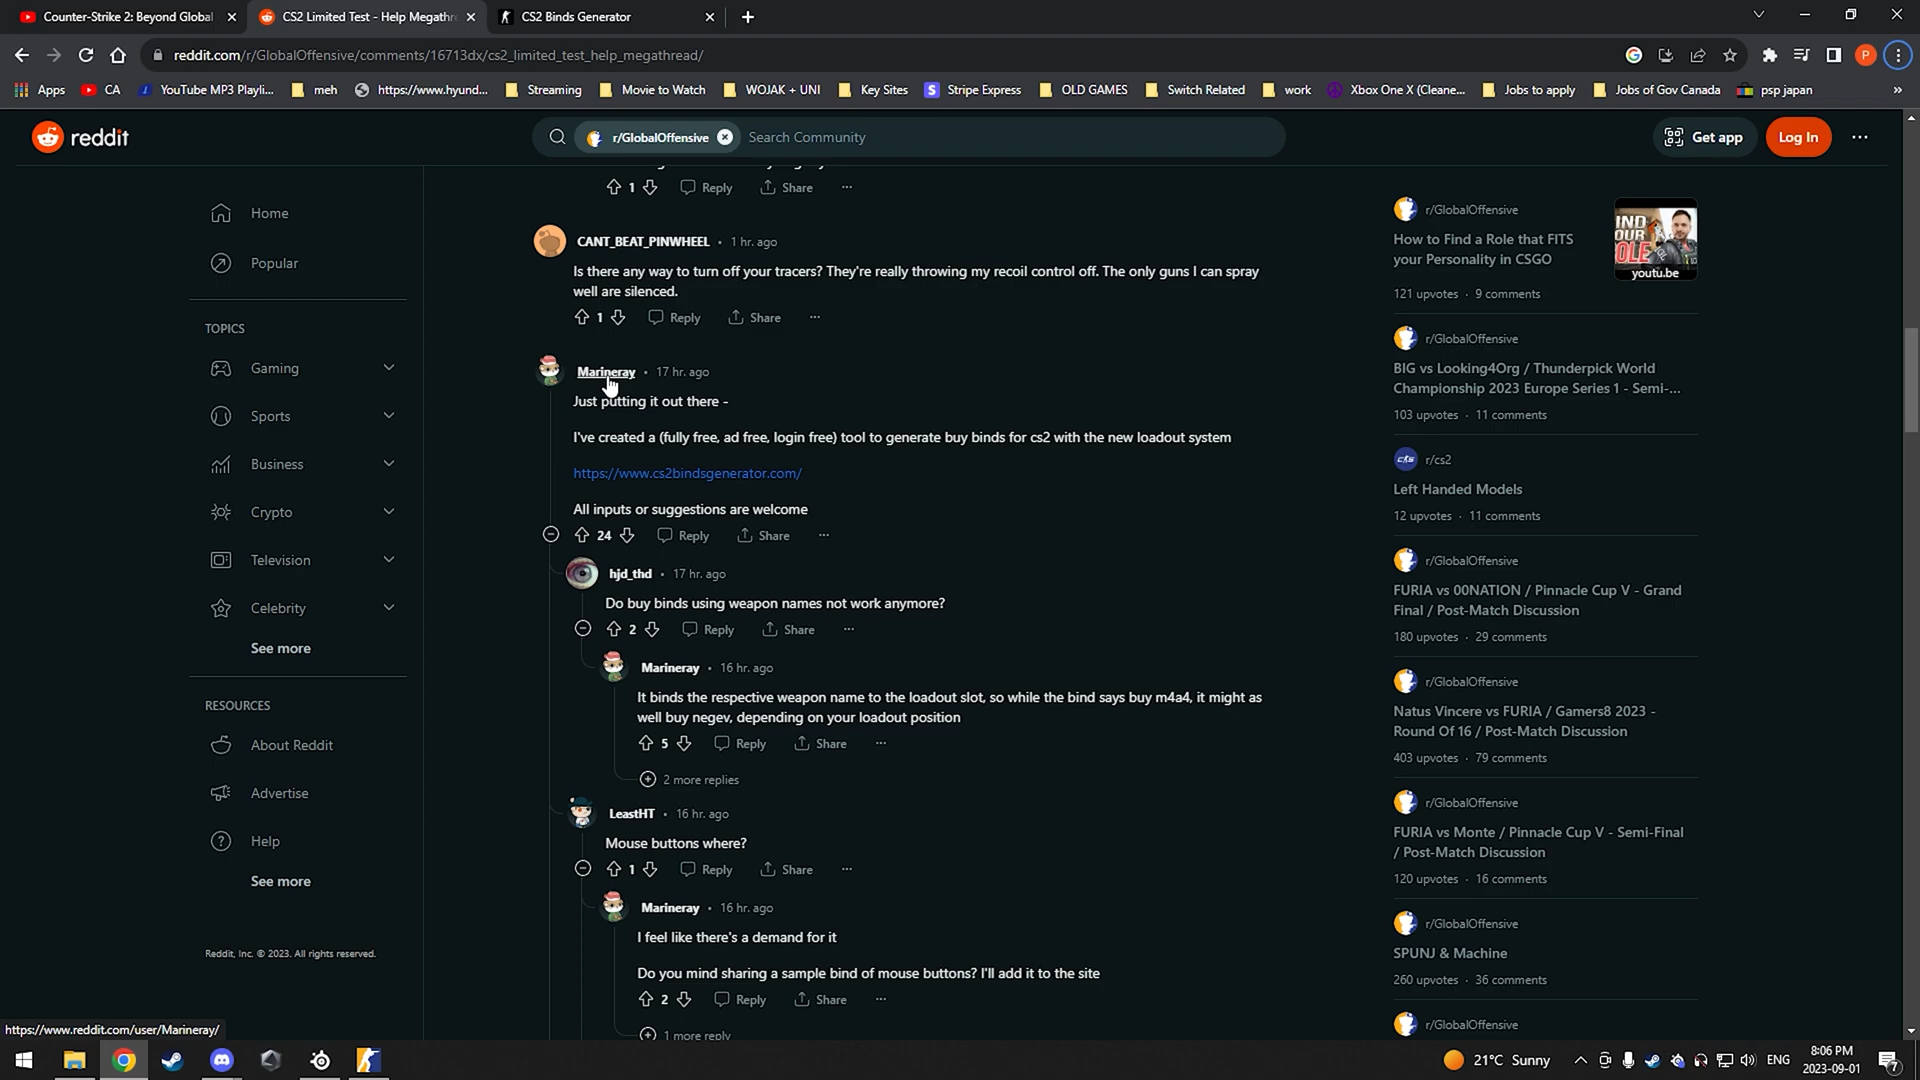 Counter-Strike 2: Beyond Global
CS2 Limited Test - Help Megathr
CS2 Binds Generator
reddit.com/r/GlobalOffensive/comments/16713dx/cs2_limited_test_help_megathread/
P
Apps
CA
YouTube MP3 Playli...
meh
https://www.hyund...
Streaming
Movie to Watch
WOJAK + UNI
Key Sites
Stripe Express
OLD GAMES
Switch Related
work
Xbox One X (Cleane...
Jobs to apply
Jobs of Gov Canada
psp japan
»
reddit
r/GlobalOffensive
Search Community
Get app
Log In
Home
Popular
TOPICS
Gaming
Sports
Business
Crypto
Television
Celebrity
See more
RESOURCES
About Reddit
Advertise
Help
See more
Reddit, Inc. © 2023. All rights reserved.
1 Reply Share ...
CANT_BEAT_PINWHEEL • 1 hr. ago
Is there any way to turn off your tracers? They're really throwing my recoil control off. The only guns I can spray
well are silenced.
1 Reply Share ...
Marineray • 17 hr. ago
Just putting it out there -
I've created a (fully free, ad free, login free) tool to generate buy binds for cs2 with the new loadout system
https://www.cs2bindsgenerator.com/
All inputs or suggestions are welcome
24 Reply Share ...
hjd_thd • 17 hr. ago
Do buy binds using weapon names not work anymore?
2 Reply Share ...
Marineray • 16 hr. ago
It binds the respective weapon name to the loadout slot, so while the bind says buy m4a4, it might as
well buy negev, depending on your loadout position
5 Reply Share ...
2 more replies
LeastHT • 16 hr. ago
Mouse buttons where?
1 Reply Share ...
Marineray • 16 hr. ago
I feel like there's a demand for it
Do you mind sharing a sample bind of mouse buttons? I'll add it to the site
2 Reply Share ...
1 more reply
r/GlobalOffensive
How to Find a Role that FITS
your Personality in CSGO
youtu.be
121 upvotes · 9 comments
r/GlobalOffensive
BIG vs Looking4Org / Thunderpick World
Championship 2023 Europe Series 1 - Semi-...
103 upvotes · 11 comments
r/cs2
Left Handed Models
12 upvotes · 11 comments
r/GlobalOffensive
FURIA vs 00NATION / Pinnacle Cup V - Grand
Final / Post-Match Discussion
180 upvotes · 29 comments
r/GlobalOffensive
Natus Vincere vs FURIA / Gamers8 2023 -
Round Of 16 / Post-Match Discussion
403 upvotes · 79 comments
r/GlobalOffensive
FURIA vs Monte / Pinnacle Cup V - Semi-Final
/ Post-Match Discussion
120 upvotes · 16 comments
r/GlobalOffensive
SPUNJ & Machine
260 upvotes · 36 comments
r/GlobalOffensive
https://www.reddit.com/user/Marineray/
21°C Sunny
ENG
8:06 PM
2023-09-01
7